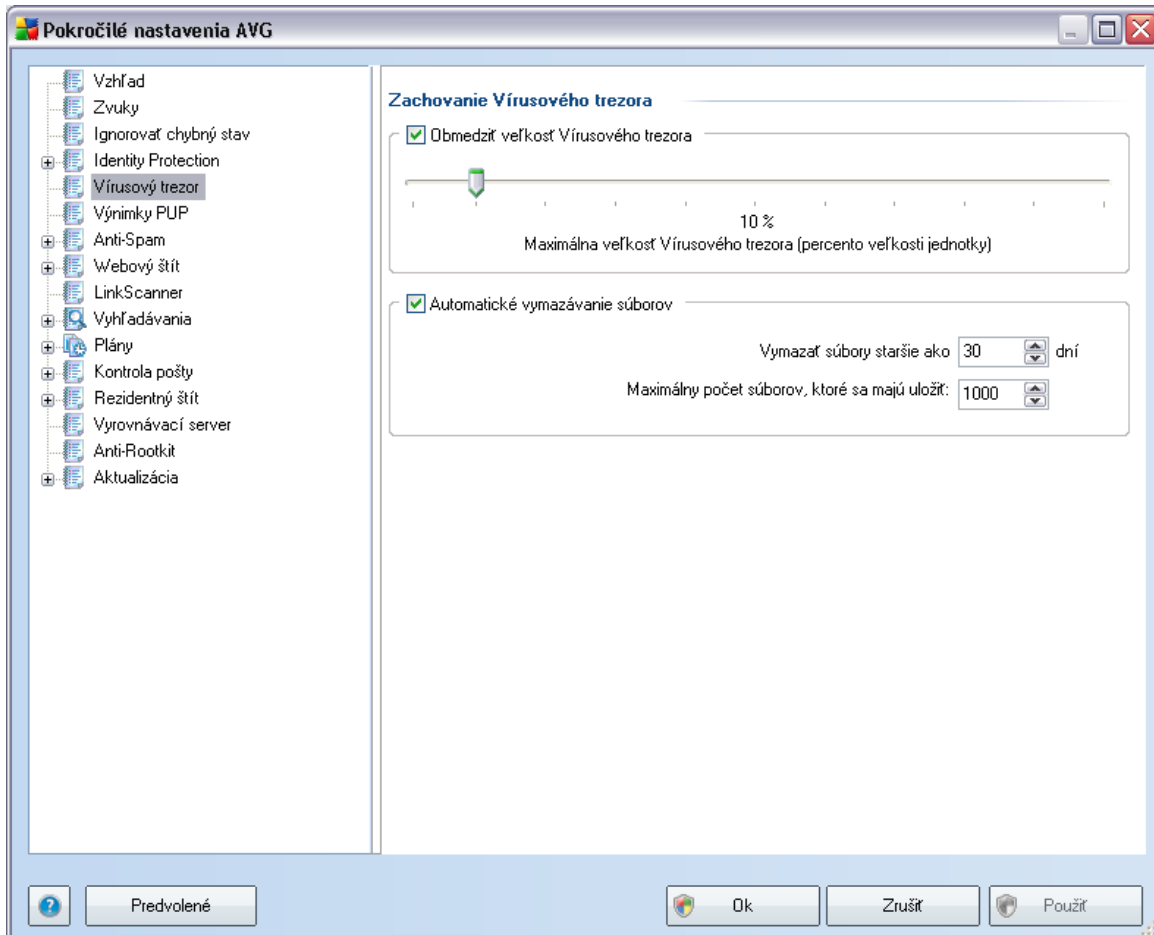 Pokročilé nastavenia AVG
Vzhľad
Zvuky
Ignorovať chybný stav
Identity Protection
Vírusový trezor
Výnimky PUP
Anti-Spam
Webový štít
LinkScanner
Vyhľadávania
Plány
Kontrola pošty
Rezidentný štít
Vyrovnávací server
Anti-Rootkit
Aktualizácia
Zachovanie Vírusového trezora
Obmedziť veľkosť Vírusového trezora
10 %
Maximálna veľkosť Vírusového trezora (percento veľkosti jednotky)
Automatické vymazávanie súborov
Vymazať súbory staršie ako 30 dní
Maximálny počet súborov, ktoré sa majú uložiť: 1000
? Predvolené Ok Zrušiť Použiť